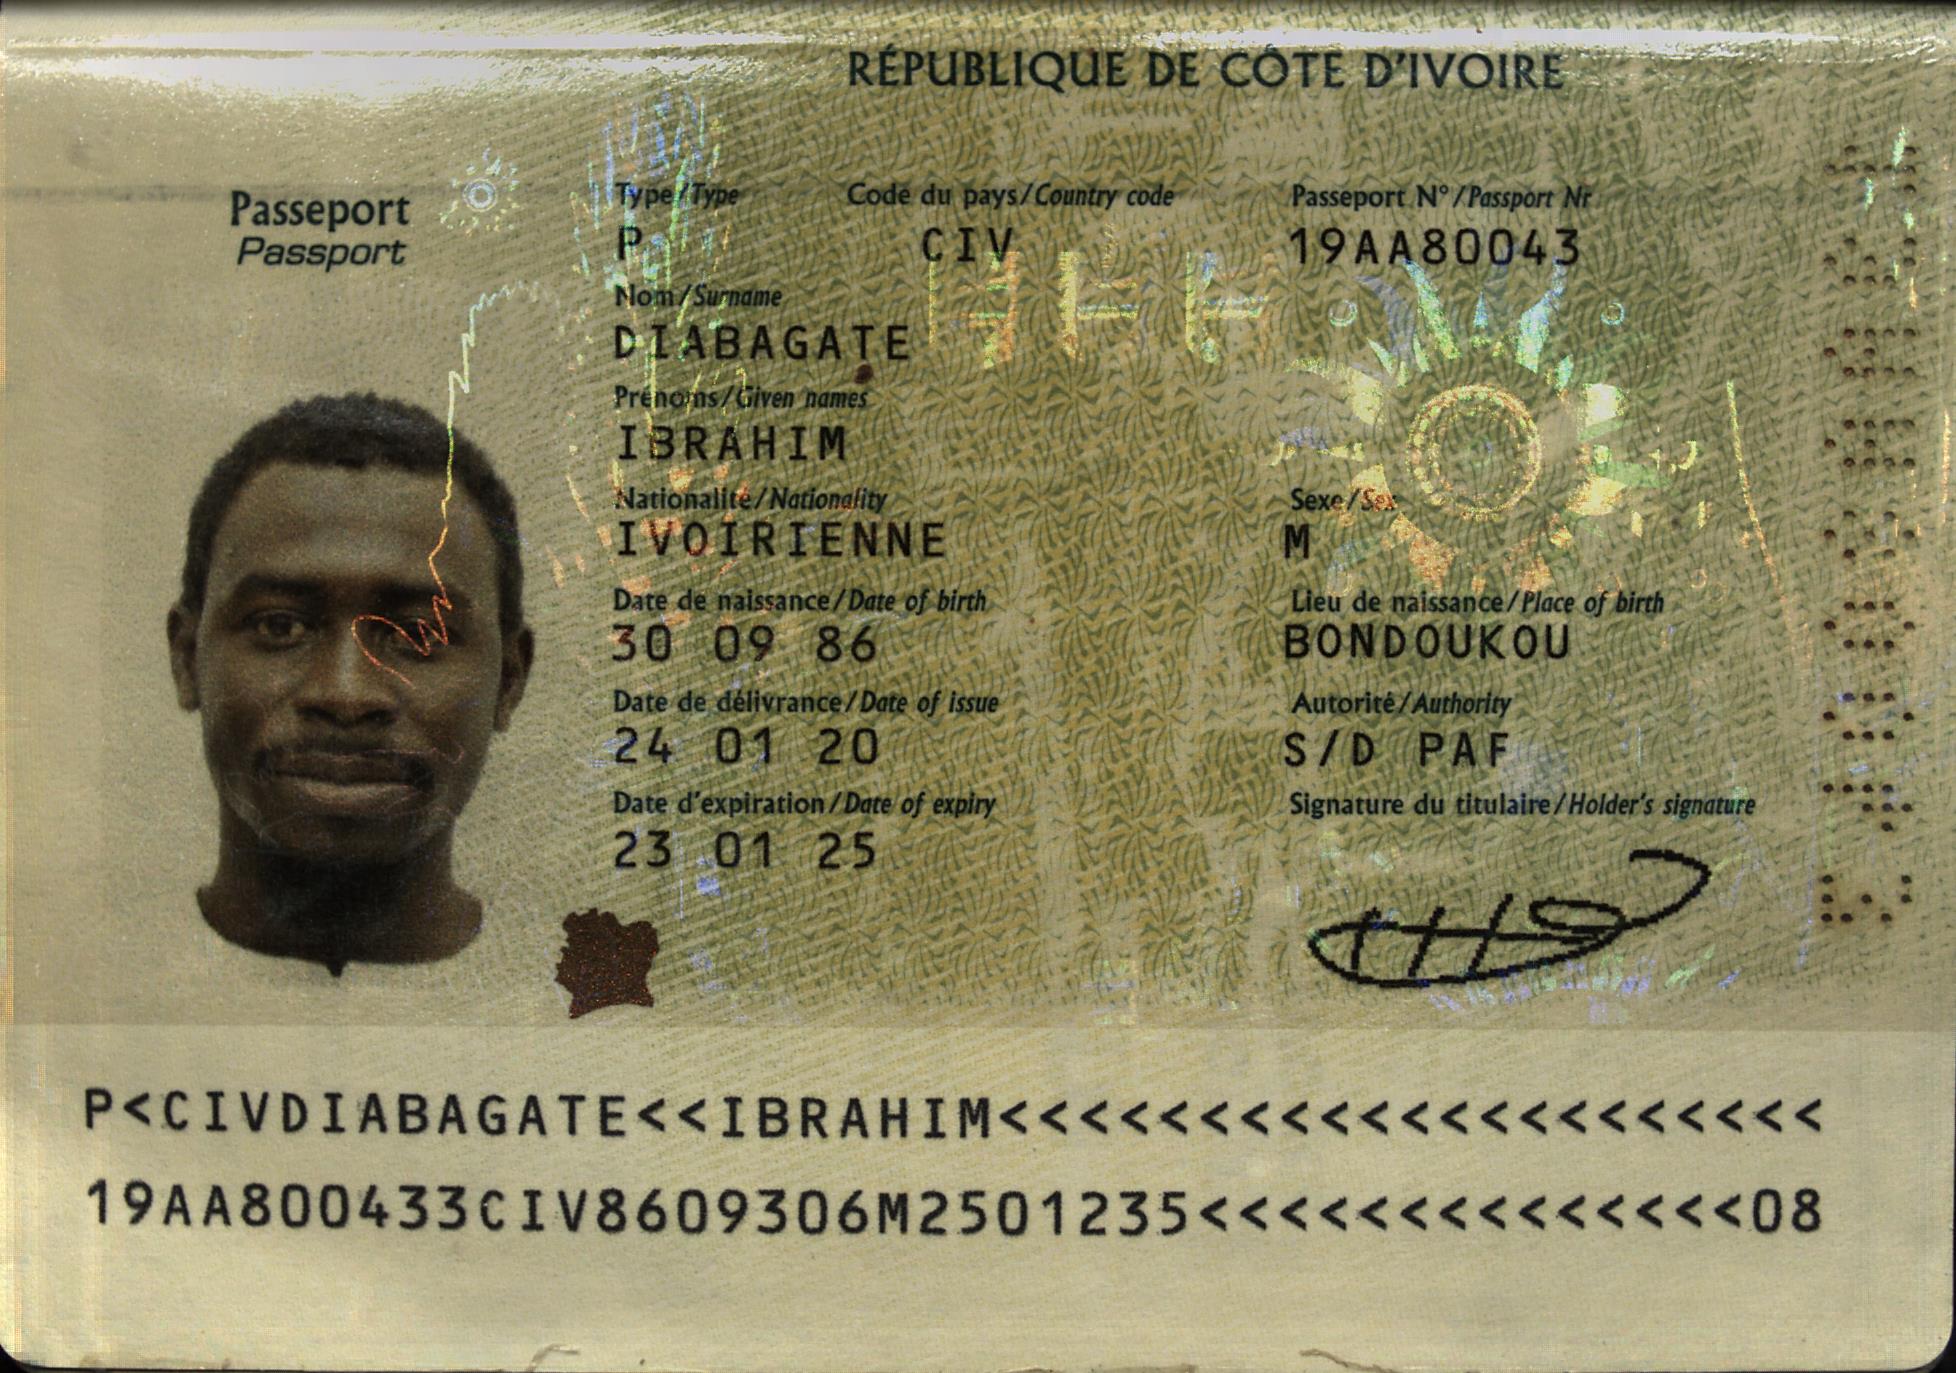 RÉPUBLIQUE DE CÔTE D'IVOIRE
Passeport
Passport
Type/Type Code du pays/Country code Passeport N°/Passport Nr
P CIV 19AA80043
Nom/Surname
DIABAGATE
Prénoms/Given names
IBRAHIM
Nationalité/Nationality Sexe/Sex
IVOIRIENNE M
Date de naissance/Date of birth Lieu de naissance/Place of birth
30 09 86 BONDOUKOU
Date de délivrance/Date of issue Autorité/Authority
24 01 20 S/D PAF
Date d'expiration/Date of expiry Signature du titulaire/Holder's signature
23 01 25
P<CIVDIABAGATE<<IBRAHIM<<<<<<<<<<<<<<<<<<<<<
19AA800433CIV8609306M2501235<<<<<<<<<<<<<<08